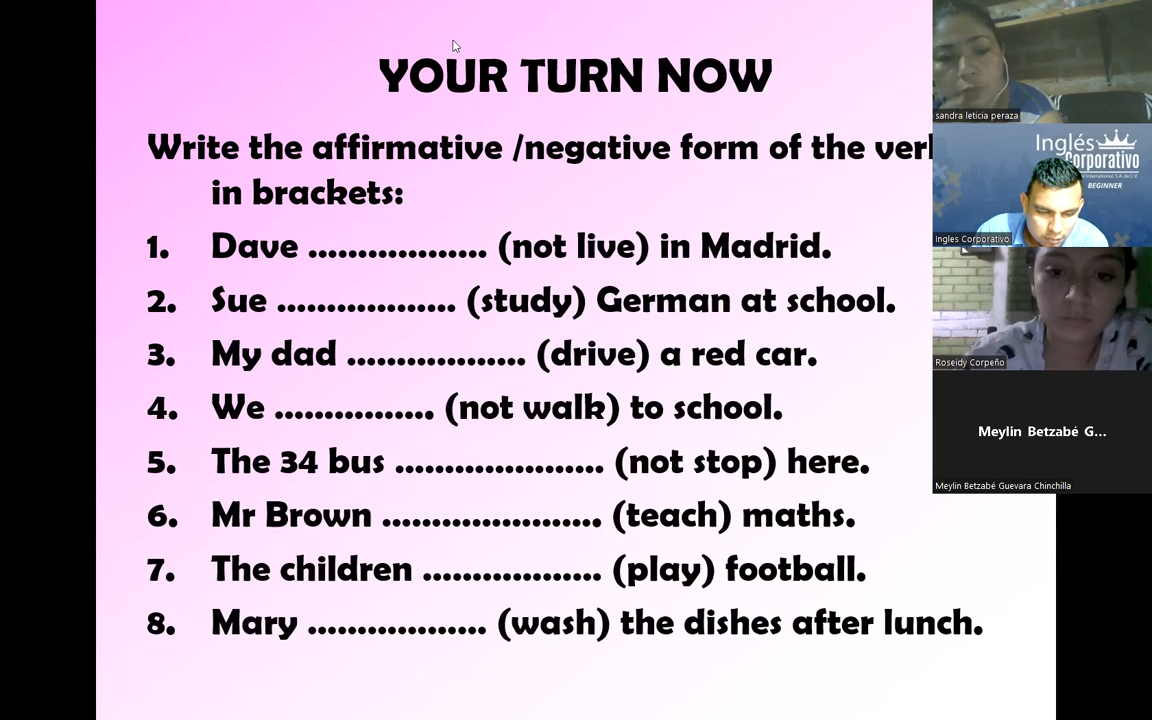 YOUR TURN NOW
Write the affirmative /negative form of the
in brackets:
1. Dave .................. (not live) in Madrid.
2. Sue .................. (study) German at school.
3. My dad .................. (drive) a red car.
4. We ................ (not walk) to school.
5. The 34 bus ..................... (not stop) here.
6. Mr Brown ...................... (teach) maths.
7. The children .................. (play) football.
8. Mary .................. (wash) the dishes after lunch.
sandra leticia peraza
Inglés
Corporativo
International, S.A. de C.V.
BEGINNER
Ingles Corporativo
Roseidy Corpeño
Meylin Betzabé G...
Meylin Betzabé Guevara Chinchilla